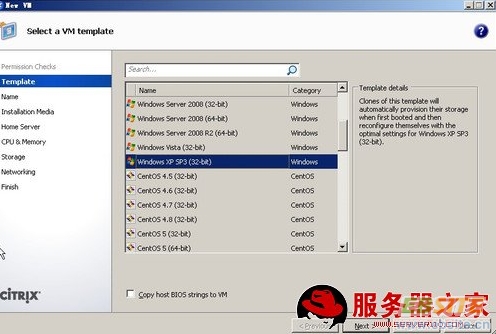 New VM
Select a VM template
?
Permission Checks
Template
Name
Installation Media
Home Server
CPU & Memory
Storage
Networking
Finish
CITRIX
Search...
Name
Category
Windows Server 2008 (32-bit)
Windows
Windows Server 2008 (64-bit)
Windows
Windows Server 2008 R2 (64-bit)
Windows
Windows Vista (32-bit)
Windows
Windows XP SP3 (32-bit)
Windows
CentOS 4.5 (32-bit)
CentOS
CentOS 4.6 (32-bit)
CentOS
CentOS 4.7 (32-bit)
CentOS
CentOS 4.8 (32-bit)
CentOS
CentOS 5 (32-bit)
CentOS
CentOS 5 (64-bit)
CentOS
Template details
Clones of this template will
automatically provision their storage
when first booted and then
reconfigure themselves with the
optimal settings for Windows XP SP3
(32-bit).
Copy host BIOS strings to VM
服务器之家
< Previous
Next